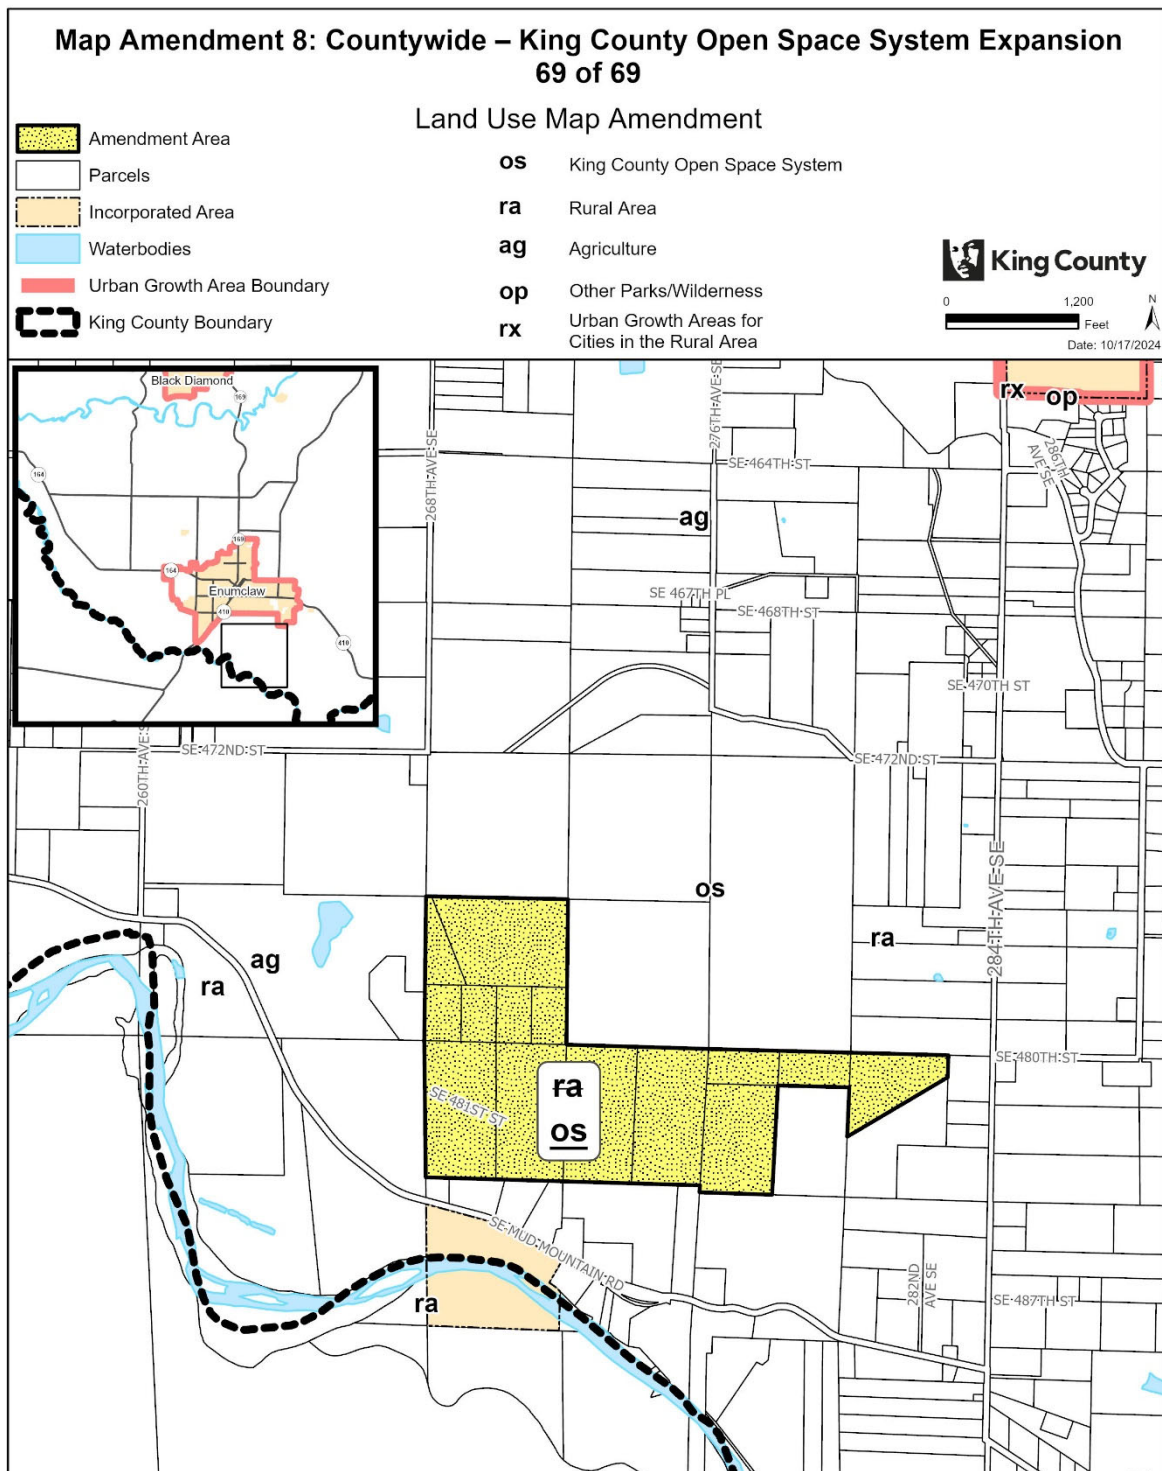 Map Amendment 8: Countywide – King County Open Space System Expansion
69 of 69
Land Use Map Amendment
Amendment Area
Parcels
Incorporated Area
Waterbodies
Urban Growth Area Boundary
King County Boundary
os King County Open Space System
ra Rural Area
ag Agriculture
op Other Parks/Wilderness
rx Urban Growth Areas for
Cities in the Rural Area
King County
0 1,200
Feet
N
Date: 10/17/2024
Black Diamond
169
164
169
164
Enumclaw
410
410
268TH AVE SE
276TH AVE SE
rx op
286TH
AVE SE
SE 464TH ST
ag
SE 467TH PL
SE 468TH ST
SE 470TH ST
260TH AVE S
SE 472ND ST
SE 472ND ST
os
284TH AVE SE
ra
ag
ra
SE 480TH ST
ra
os
SE 481ST ST
SE MUD MOUNTAIN RD
282ND
AVE SE
SE 487TH ST
ra